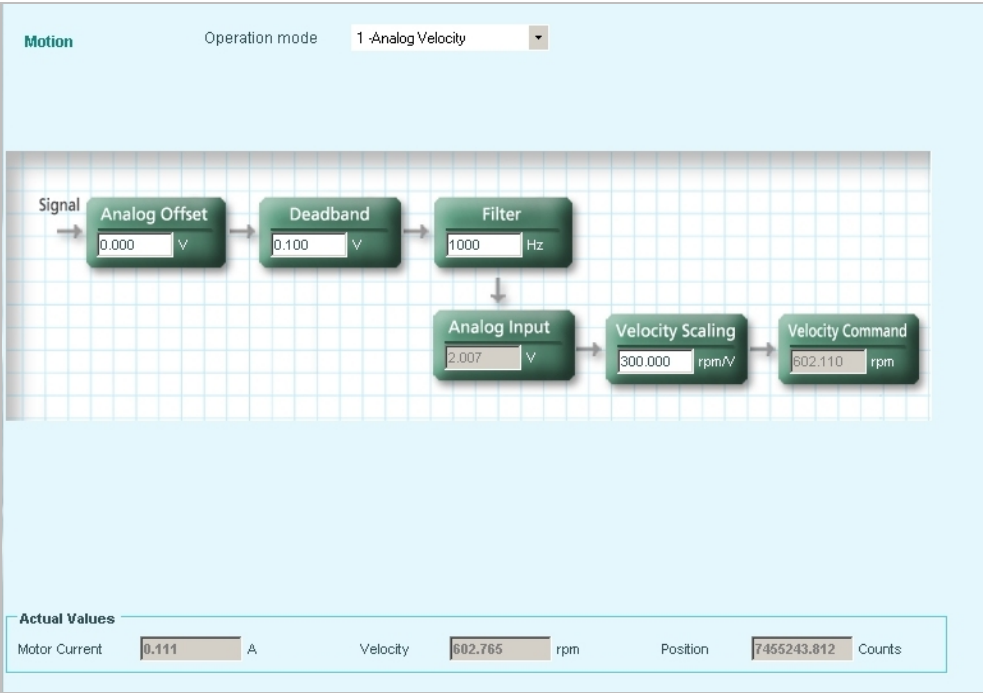 Motion Operation mode 1 -Analog Velocity
Signal
Analog Offset Deadband Filter
0.000 V 0.100 V 1000 Hz
Analog Input Velocity Scaling Velocity Command
2.007 V 300.000 rpm/V 602.110 rpm
Actual Values
Motor Current 0.111 A Velocity 602.765 rpm Position 7455243.812 Counts